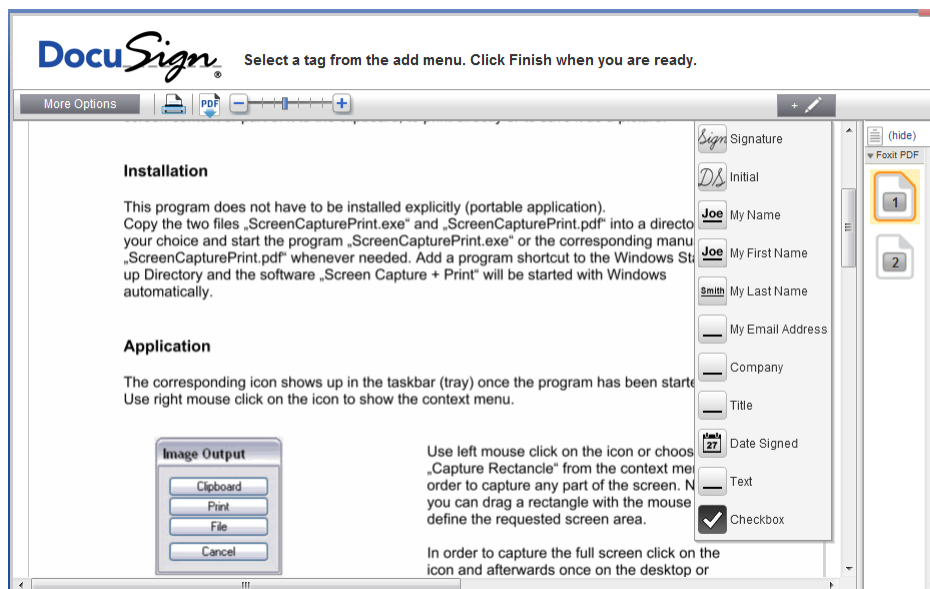 DocuSign®
Select a tag from the add menu. Click Finish when you are ready.
More Options
PDF
+
Installation
This program does not have to be installed explicitly (portable application).
Copy the two files „ScreenCapturePrint.exe“ and „ScreenCapturePrint.pdf“ into a directo
your choice and start the program „ScreenCapturePrint.exe“ or the corresponding manu
„ScreenCapturePrint.pdf“ whenever needed. Add a program shortcut to the Windows Sta
up Directory and the software „Screen Capture + Print“ will be started with Windows
automatically.
Application
The corresponding icon shows up in the taskbar (tray) once the program has been starte
Use right mouse click on the icon to show the context menu.
Image Output
Clipboard
Print
File
Cancel
Use left mouse click on the icon or choos
„Capture Rectancle“ from the context me
order to capture any part of the screen. N
you can drag a rectangle with the mouse
define the requested screen area.
In order to capture the full screen click on the
icon and afterwards once on the desktop or
Sign Signature
DS Initial
Joe My Name
Joe My First Name
Smith My Last Name
My Email Address
Company
Title
27 Date Signed
Text
Checkbox
(hide)
Foxit PDF
1
2